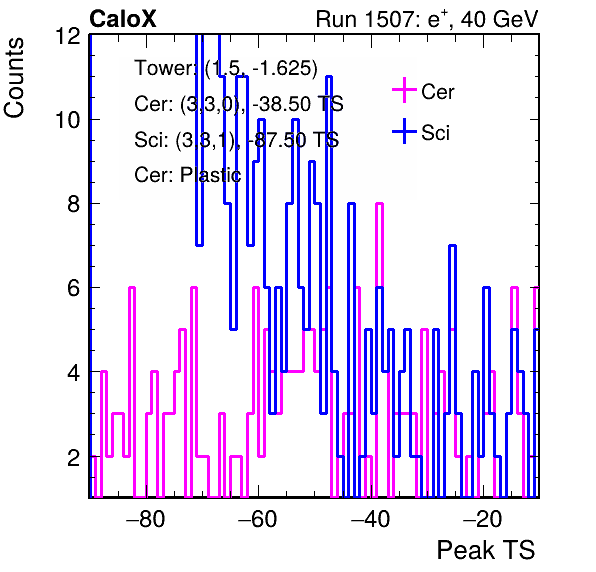 CaloX Run 1507: e⁺, 40 GeV
Counts
Tower: (1.5, -1.625)
Cer: (3,3,0), -38.50 TS
Sci: (3,3,1), -87.50 TS
Cer: Plastic
Cer
Sci
12
10
8
6
4
2
−80 −60 −40 −20
Peak TS